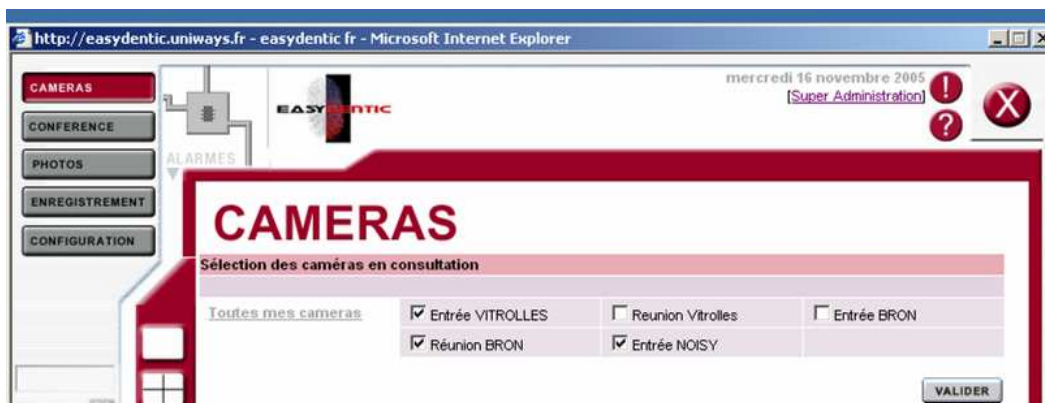 http://easydentic.uniways.fr - easydentic fr - Microsoft Internet Explorer
CAMERAS
CONFERENCE
PHOTOS
ENREGISTREMENT
CONFIGURATION
ALARMES
EASYDENTIC
mercredi 16 novembre 2005
[Super Administration]
!
?
X
CAMERAS
Sélection des caméras en consultation
Toutes mes cameras
Entrée VITROLLES
Reunion Vitrolles
Entrée BRON
Réunion BRON
Entrée NOISY
VALIDER